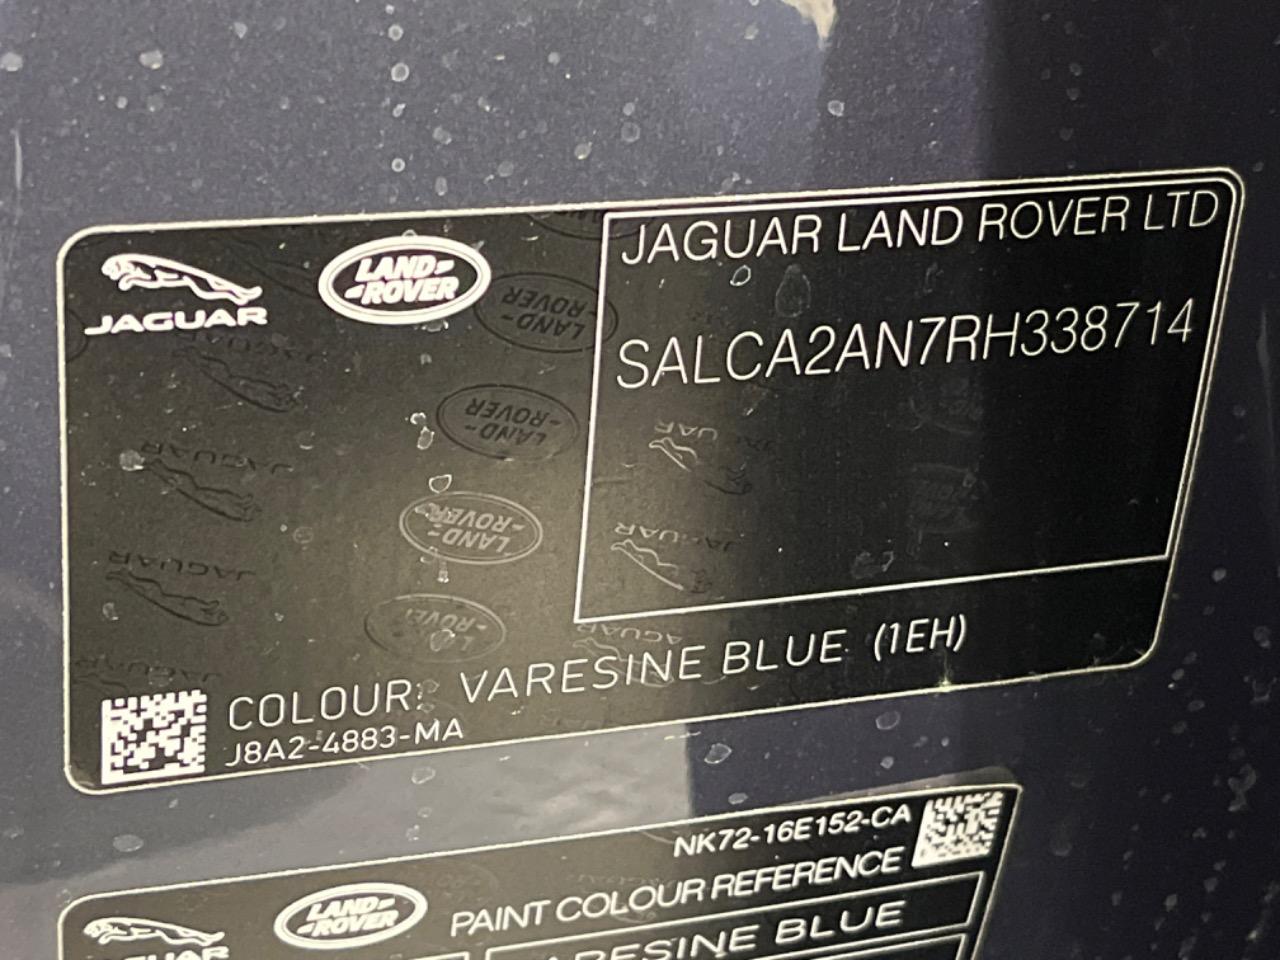 JAGUAR
LAND-
-ROVER
JAGUAR LAND ROVER LTD
SALCA2AN7RH338714
COLOUR: VARESINE BLUE (1EH)
J8A2-4883-MA
NK72-16E152-CA
LAND-
-ROVER
PAINT COLOUR REFERENCE
JAGUAR
VARESINE BLUE